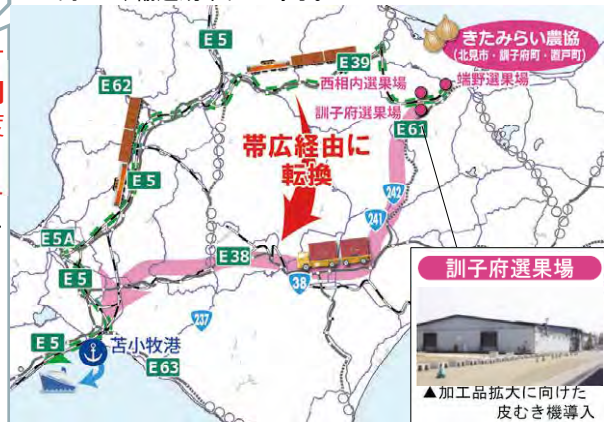 E5
E62
E39
きたみらい農協
(北見市・訓子府町・置戸町)
西相内選果場
端野選果場
訓子府選果場
E61
帯広経由に
転換
E5
242
241
E5A
E38
E5
38
237
E5
苫小牧港
E63
訓子府選果場
▲加工品拡大に向けた
皮むき機導入